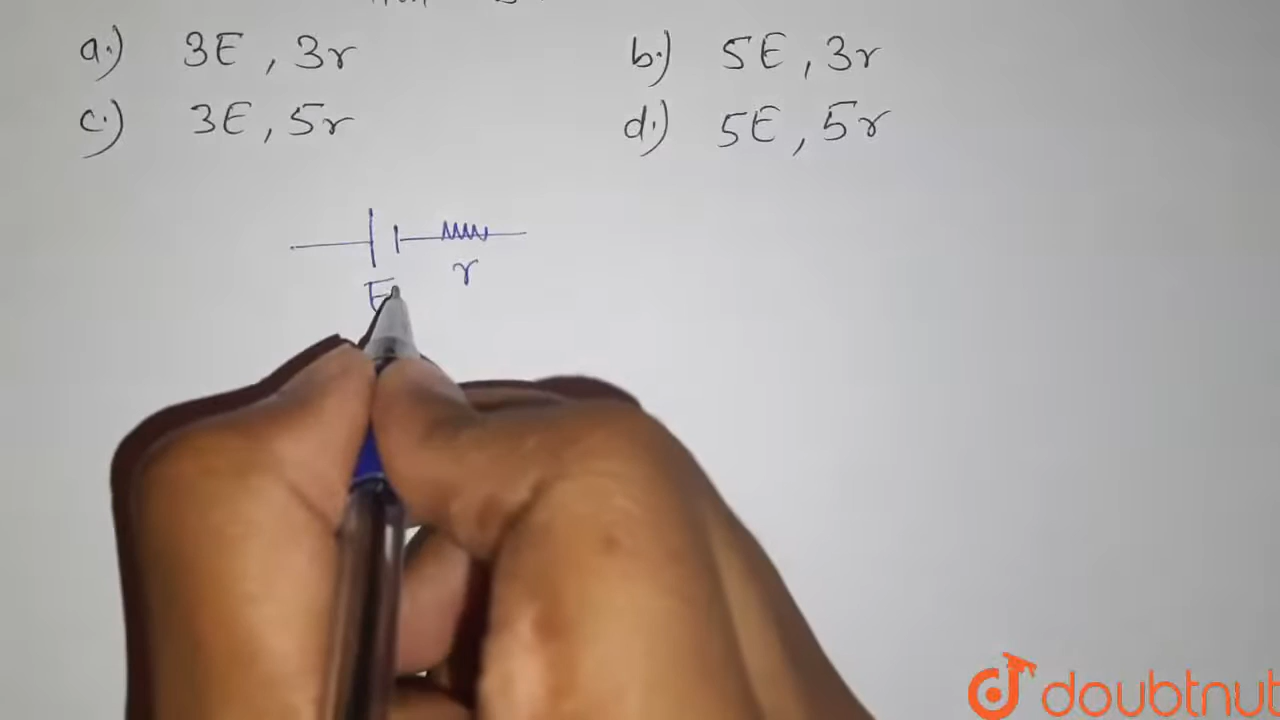 a.) 3E, 3r
b.) 5E, 3r
c.) 3E, 5r
d.) 5E, 5r
r
E
doubtnut